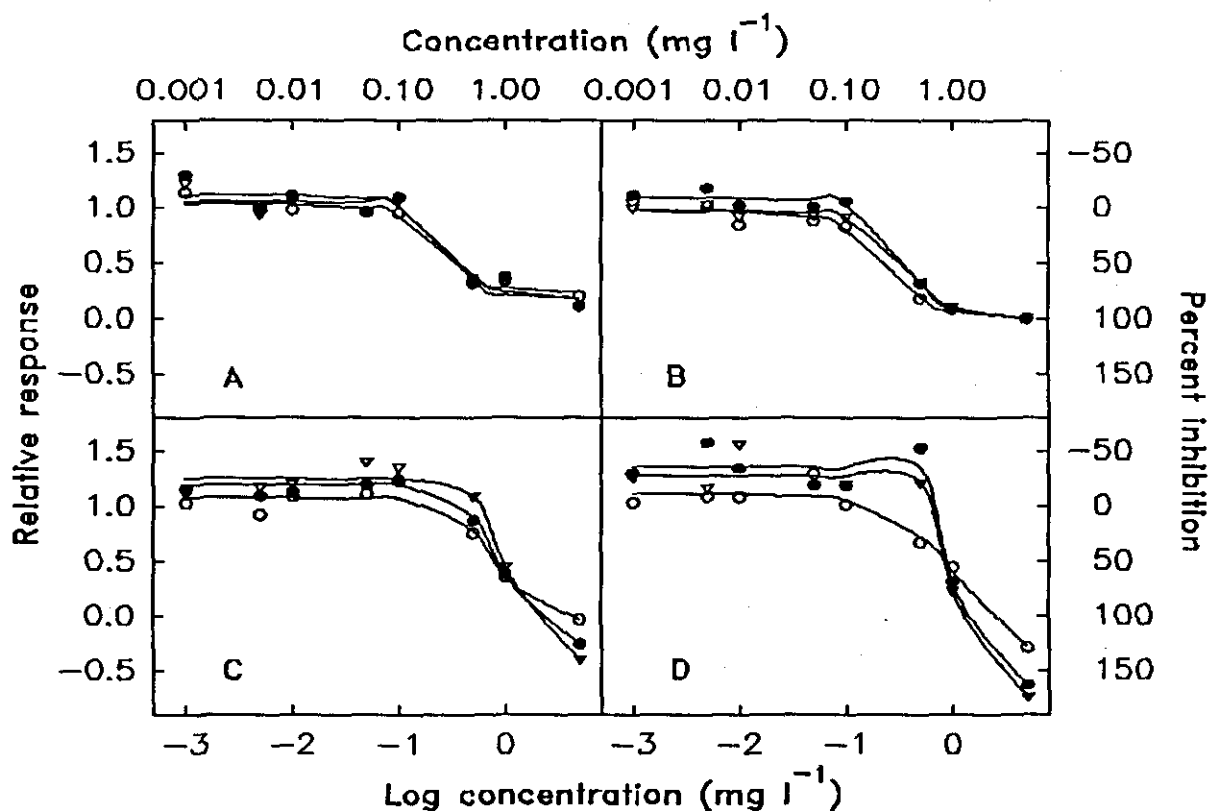 Concentration (mg l⁻¹)
0.001 0.01 0.10 1.00 0.001 0.01 0.10 1.00
1.5 1.0 0.5 0.0 −0.5
−50 0 50 100 150
A
B
Relative response
Percent inhibition
1.5 1.0 0.5 0.0 −0.5
−50 0 50 100 150
C
D
−3 −2 −1 0 −3 −2 −1 0
Log concentration (mg l⁻¹)